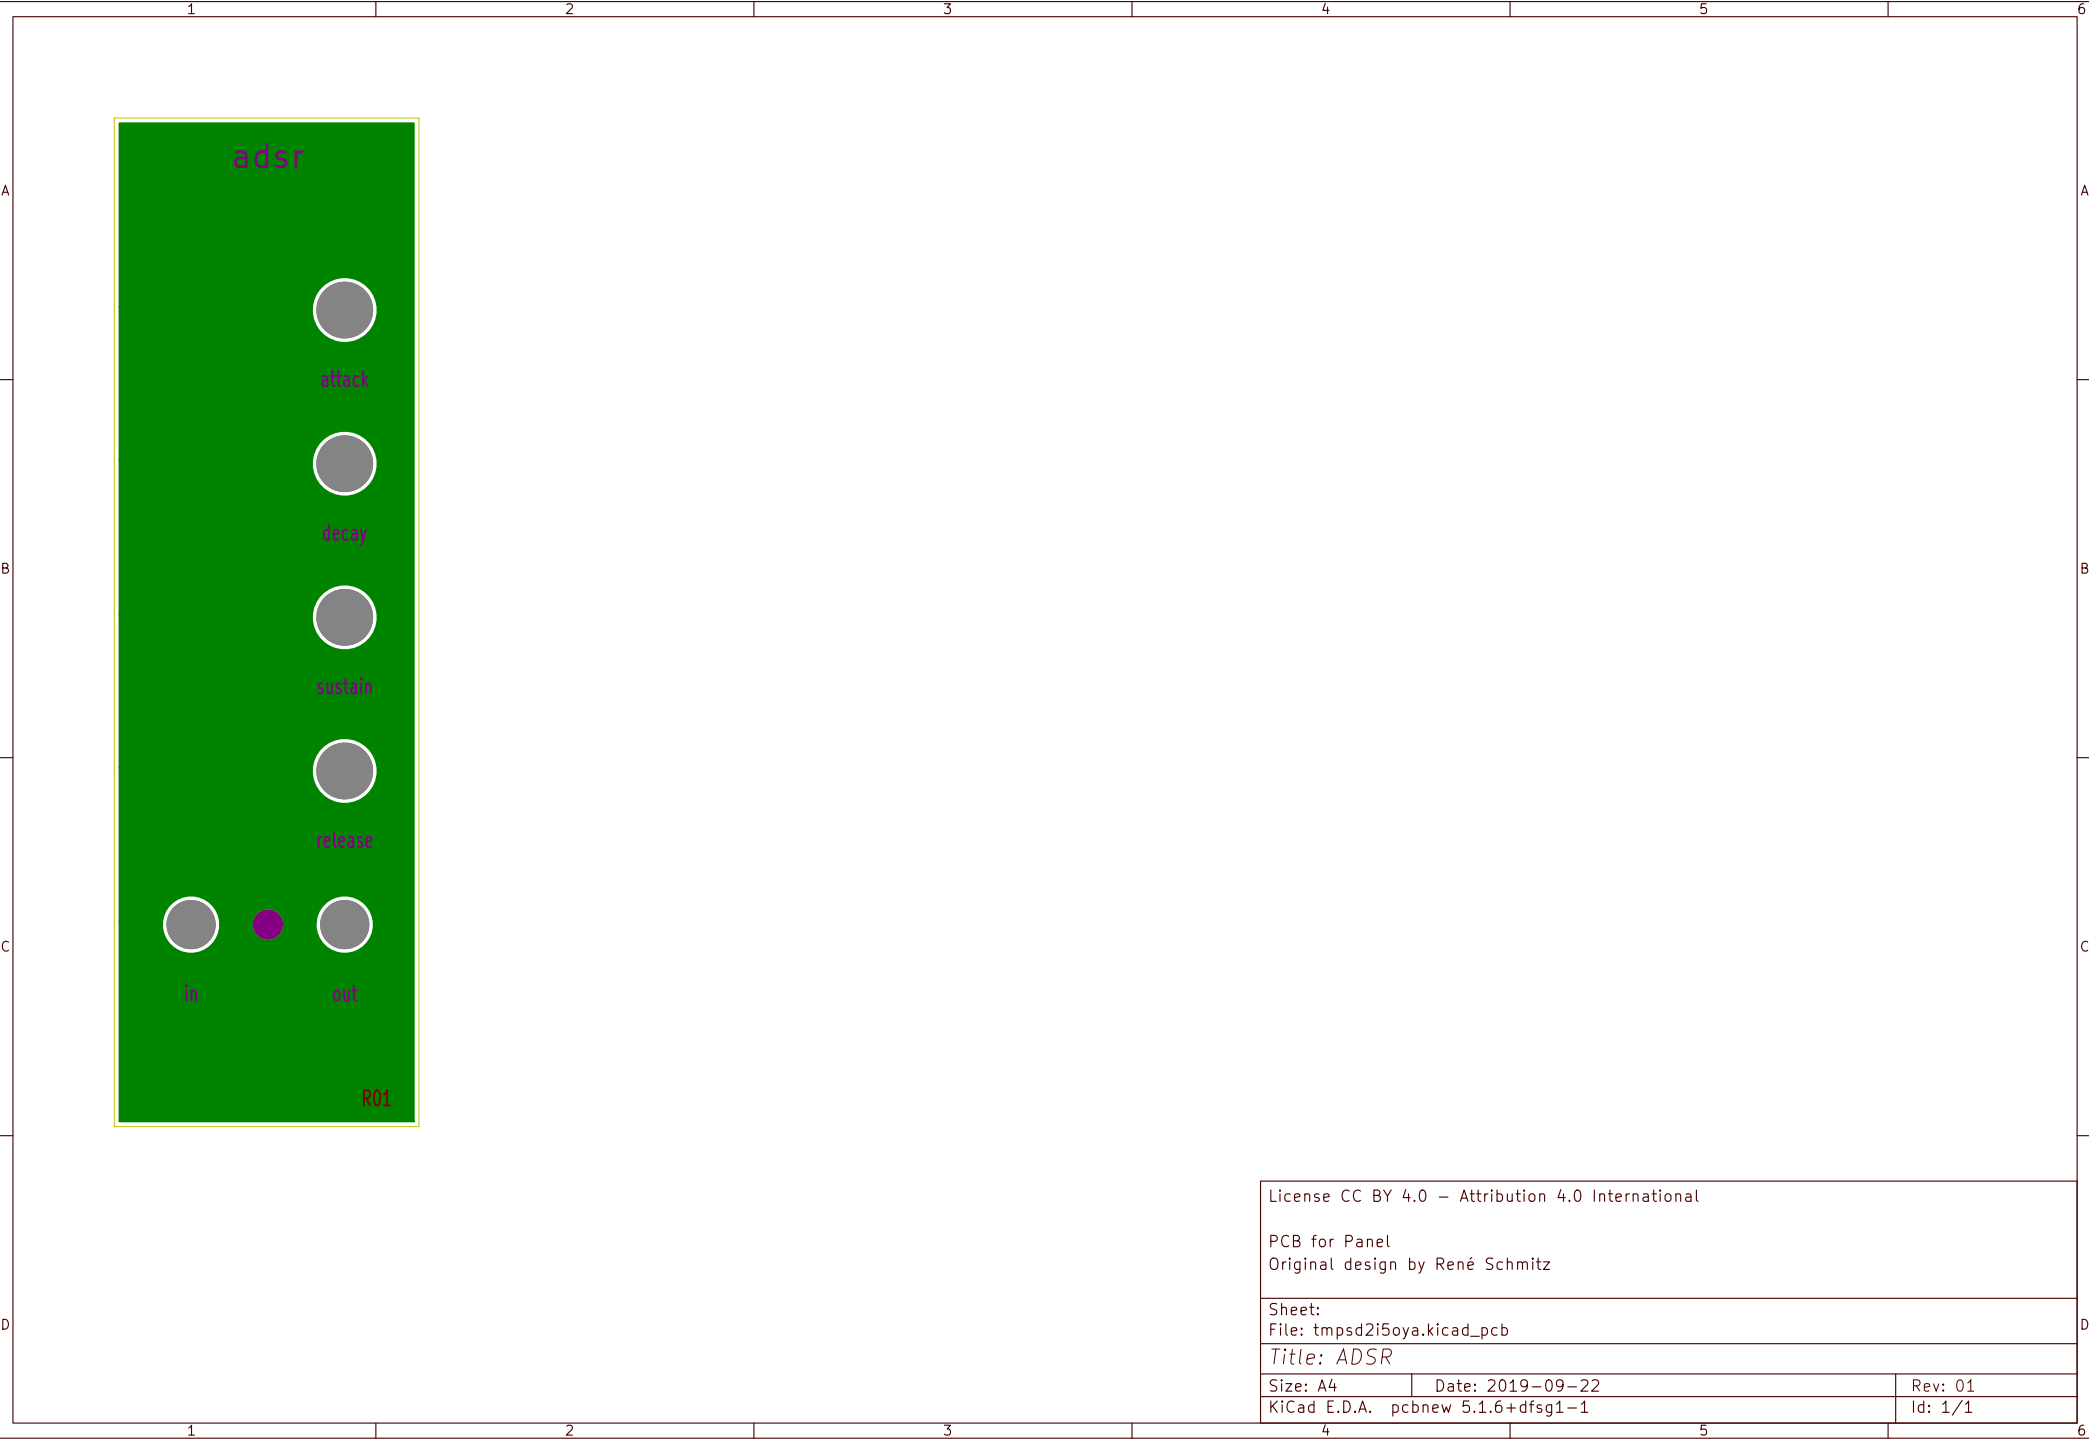 1 2 3 4 5 6
adsr
A A
attack
decay
B B
sustain
release
C C
in out
R01
License CC BY 4.0 – Attribution 4.0 International
PCB for Panel
Original design by René Schmitz
Sheet:
D D
File: tmpsd2i5oya.kicad_pcb
Title: ADSR
Size: A4 Date: 2019-09-22 Rev: 01
KiCad E.D.A. pcbnew 5.1.6+dfsg1-1 Id: 1/1
1 2 3 4 5 6